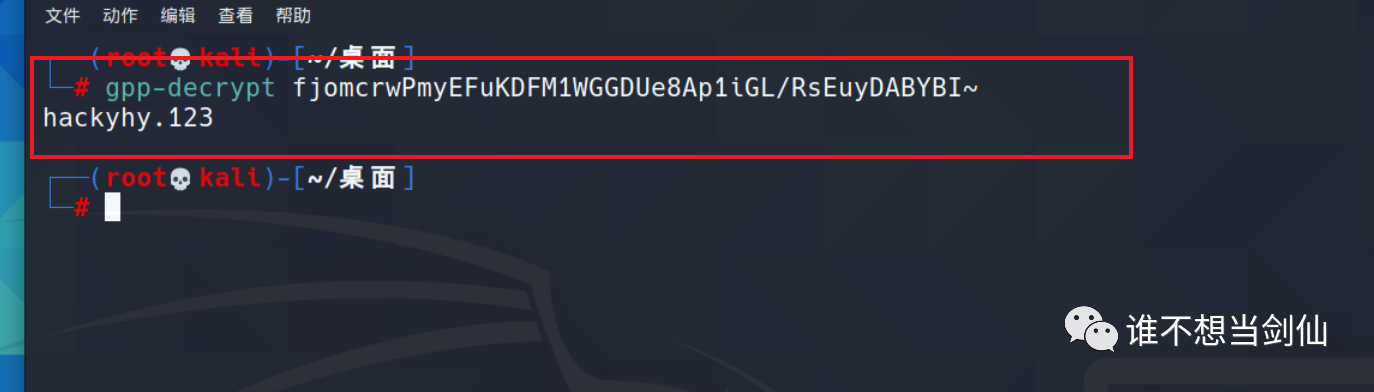 文件 动作 编辑 查看 帮助
(root💀kali)-[~/桌面]
# gpp-decrypt fjomcrwPmyEFuKDFM1WGGDUe8Ap1iGL/RsEuyDABYBI~
hackyhy.123
(root💀kali)-[~/桌面]
#
谁不想当剑仙